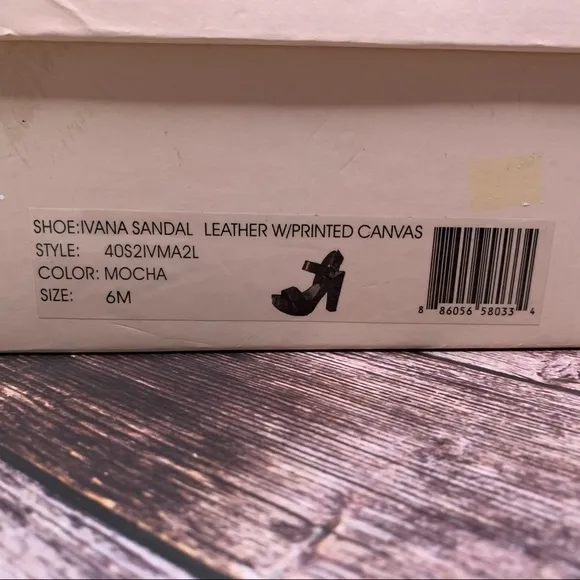 SHOE:IVANA SANDAL LEATHER W/PRINTED CANVAS
STYLE: 40S2IVMA2L
COLOR: MOCHA
SIZE: 6M
8 86056 58033 4